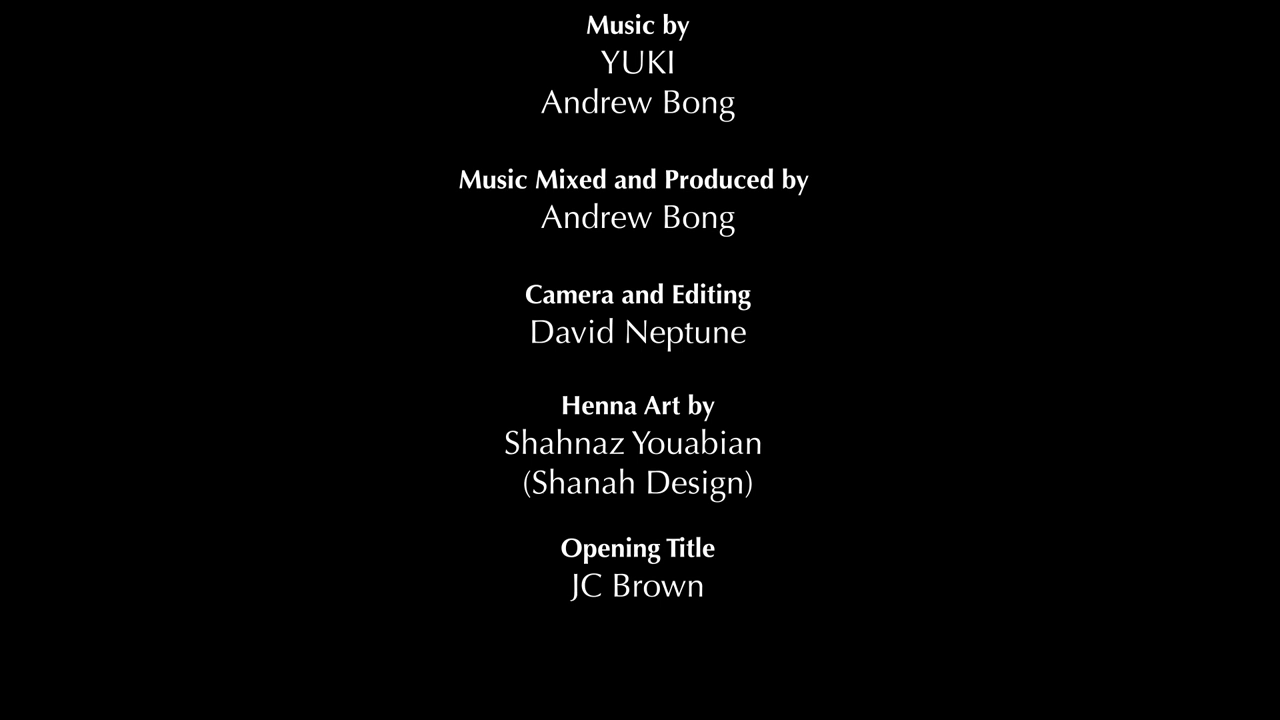 Music by
YUKI
Andrew Bong
Music Mixed and Produced by
Andrew Bong
Camera and Editing
David Neptune
Henna Art by
Shahnaz Youabian
(Shanah Design)
Opening Title
JC Brown